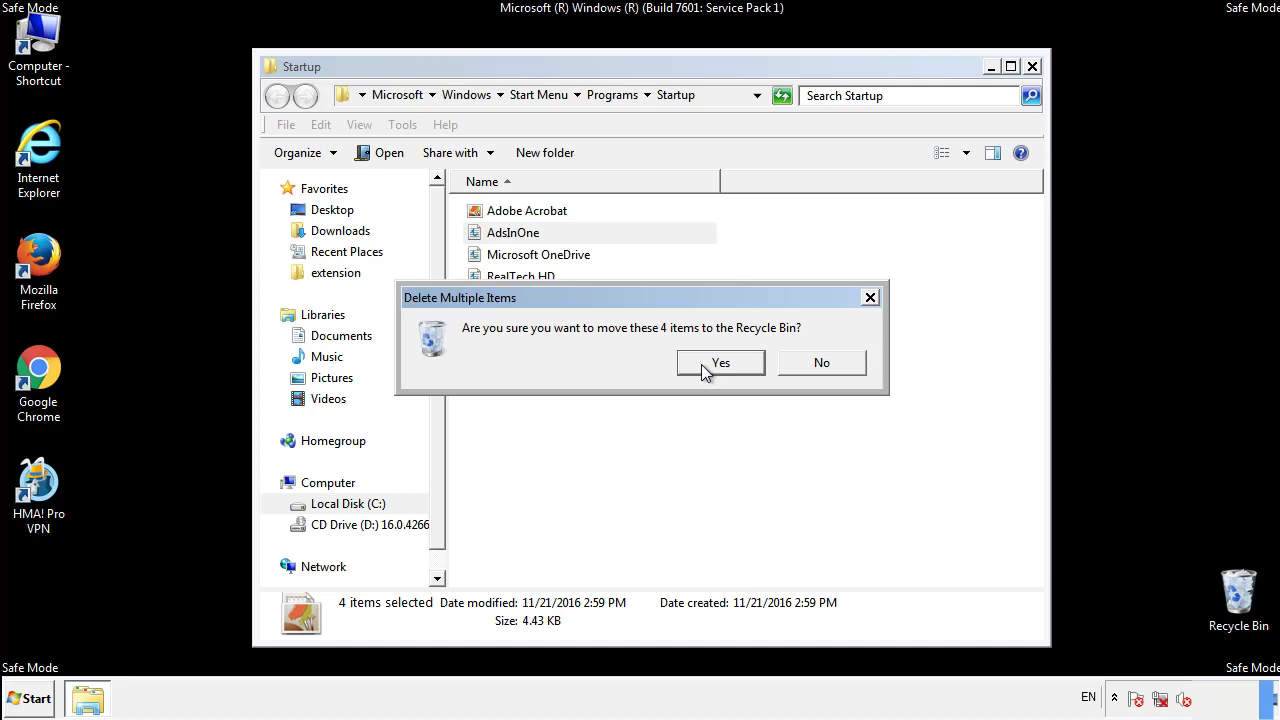 Safe Mode
Microsoft (R) Windows (R) (Build 7601: Service Pack 1)
Safe Mode
Computer -
Shortcut
Internet
Explorer
Mozilla
Firefox
Google
Chrome
HMA! Pro
VPN
Startup
Microsoft Windows Start Menu Programs Startup
Search Startup
File Edit View Tools Help
Organize Open Share with New folder
Favorites
Desktop
Downloads
Recent Places
extension
Libraries
Documents
Music
Pictures
Videos
Homegroup
Computer
Local Disk (C:)
CD Drive (D:) 16.0.4266
Network
Name
Adobe Acrobat
AdsInOne
Microsoft OneDrive
RealTech HD
Delete Multiple Items
Are you sure you want to move these 4 items to the Recycle Bin?
Yes No
4 items selected Date modified: 11/21/2016 2:59 PM Date created: 11/21/2016 2:59 PM
Size: 4.43 KB
Recycle Bin
Safe Mode
Safe Mode
Start
EN